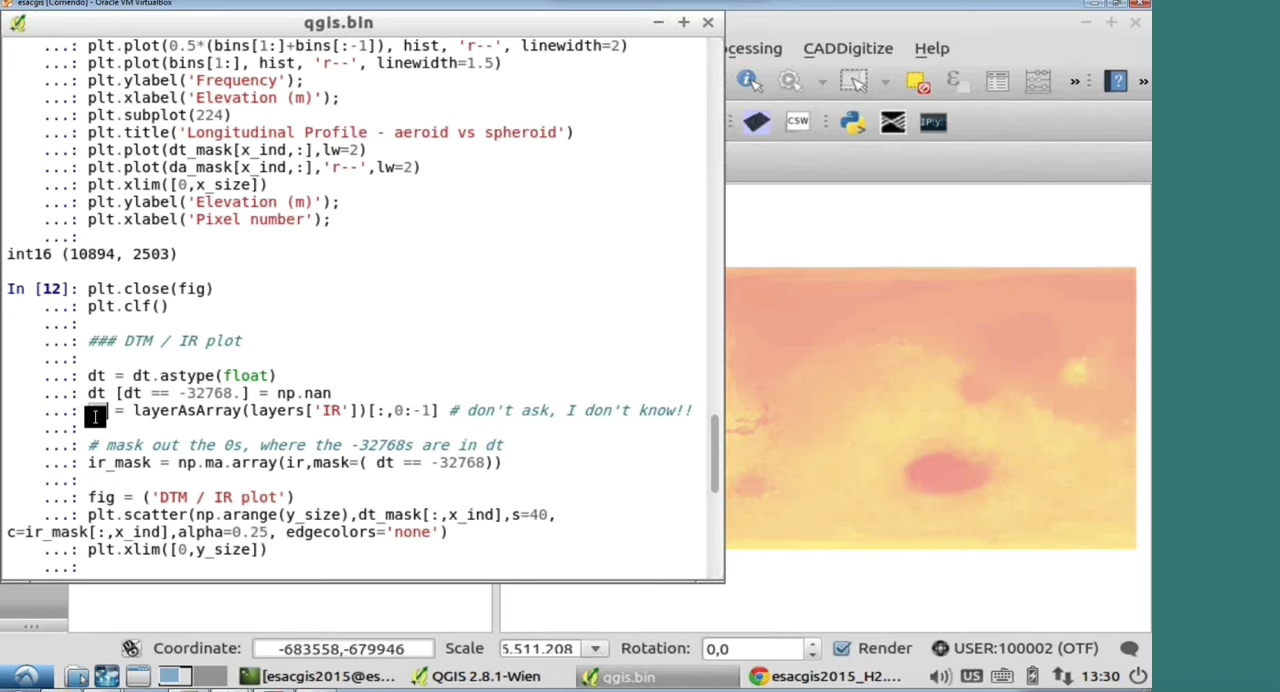 esacgis [Corriendo] - Oracle VM VirtualBox
qgis.bin
...: plt.plot(0.5*(bins[1:]+bins[:-1]), hist, 'r--', linewidth=2)
...: plt.plot(bins[1:], hist, 'r--', linewidth=1.5)
...: plt.ylabel('Frequency');
...: plt.xlabel('Elevation (m)');
...: plt.subplot(224)
...: plt.title('Longitudinal Profile - aeroid vs spheroid')
...: plt.plot(dt_mask[x_ind,:],lw=2)
...: plt.plot(da_mask[x_ind,:],'r--',lw=2)
...: plt.xlim([0,x_size])
...: plt.ylabel('Elevation (m)');
...: plt.xlabel('Pixel number');
...:
int16 (10894, 2503)
In [12]: plt.close(fig)
...: plt.clf()
...:
...: ### DTM / IR plot
...:
...: dt = dt.astype(float)
...: dt [dt == -32768.] = np.nan
...: = layerAsArray(layers['IR'])[:,0:-1] # don't ask, I don't know!!
...:
...: # mask out the 0s, where the -32768s are in dt
...: ir_mask = np.ma.array(ir,mask=( dt == -32768))
...:
...: fig = ('DTM / IR plot')
...: plt.scatter(np.arange(y_size),dt_mask[:,x_ind],s=40,
c=ir_mask[:,x_ind],alpha=0.25, edgecolors='none')
...: plt.xlim([0,y_size])
...:
cessing CADDigitize Help
ε
» »
CSW IP[y]:
Coordinate: -683558,-679946 Scale 5.511.208 Rotation: 0,0 Render USER:100002 (OTF)
[esacgis2015@es... QGIS 2.8.1-Wien qgis.bin esacgis2015_H2.... US 13:30